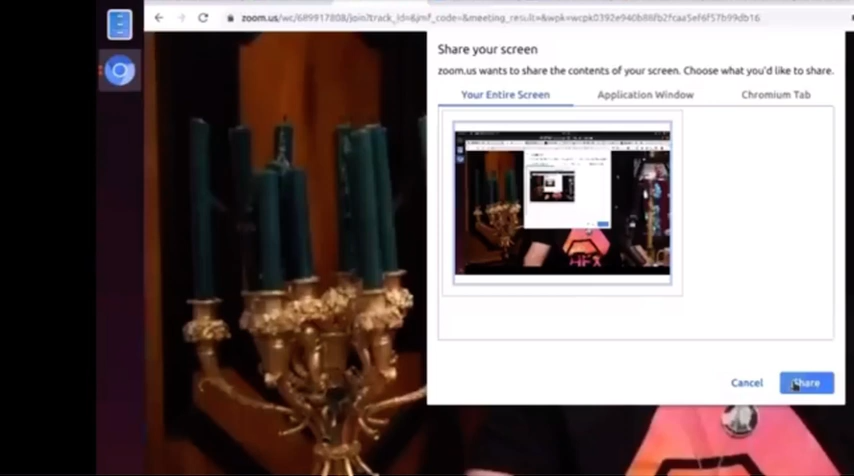 zoom.us/wc/689917808/join?track_id=&jmf_code=&meeting_result=&wpk=wcpk0392e940b86fb2fcaa5ef6f57b99db16
Share your screen
zoom.us wants to share the contents of your screen. Choose what you'd like to share.
Your Entire Screen
Application Window
Chromium Tab
Cancel
Share